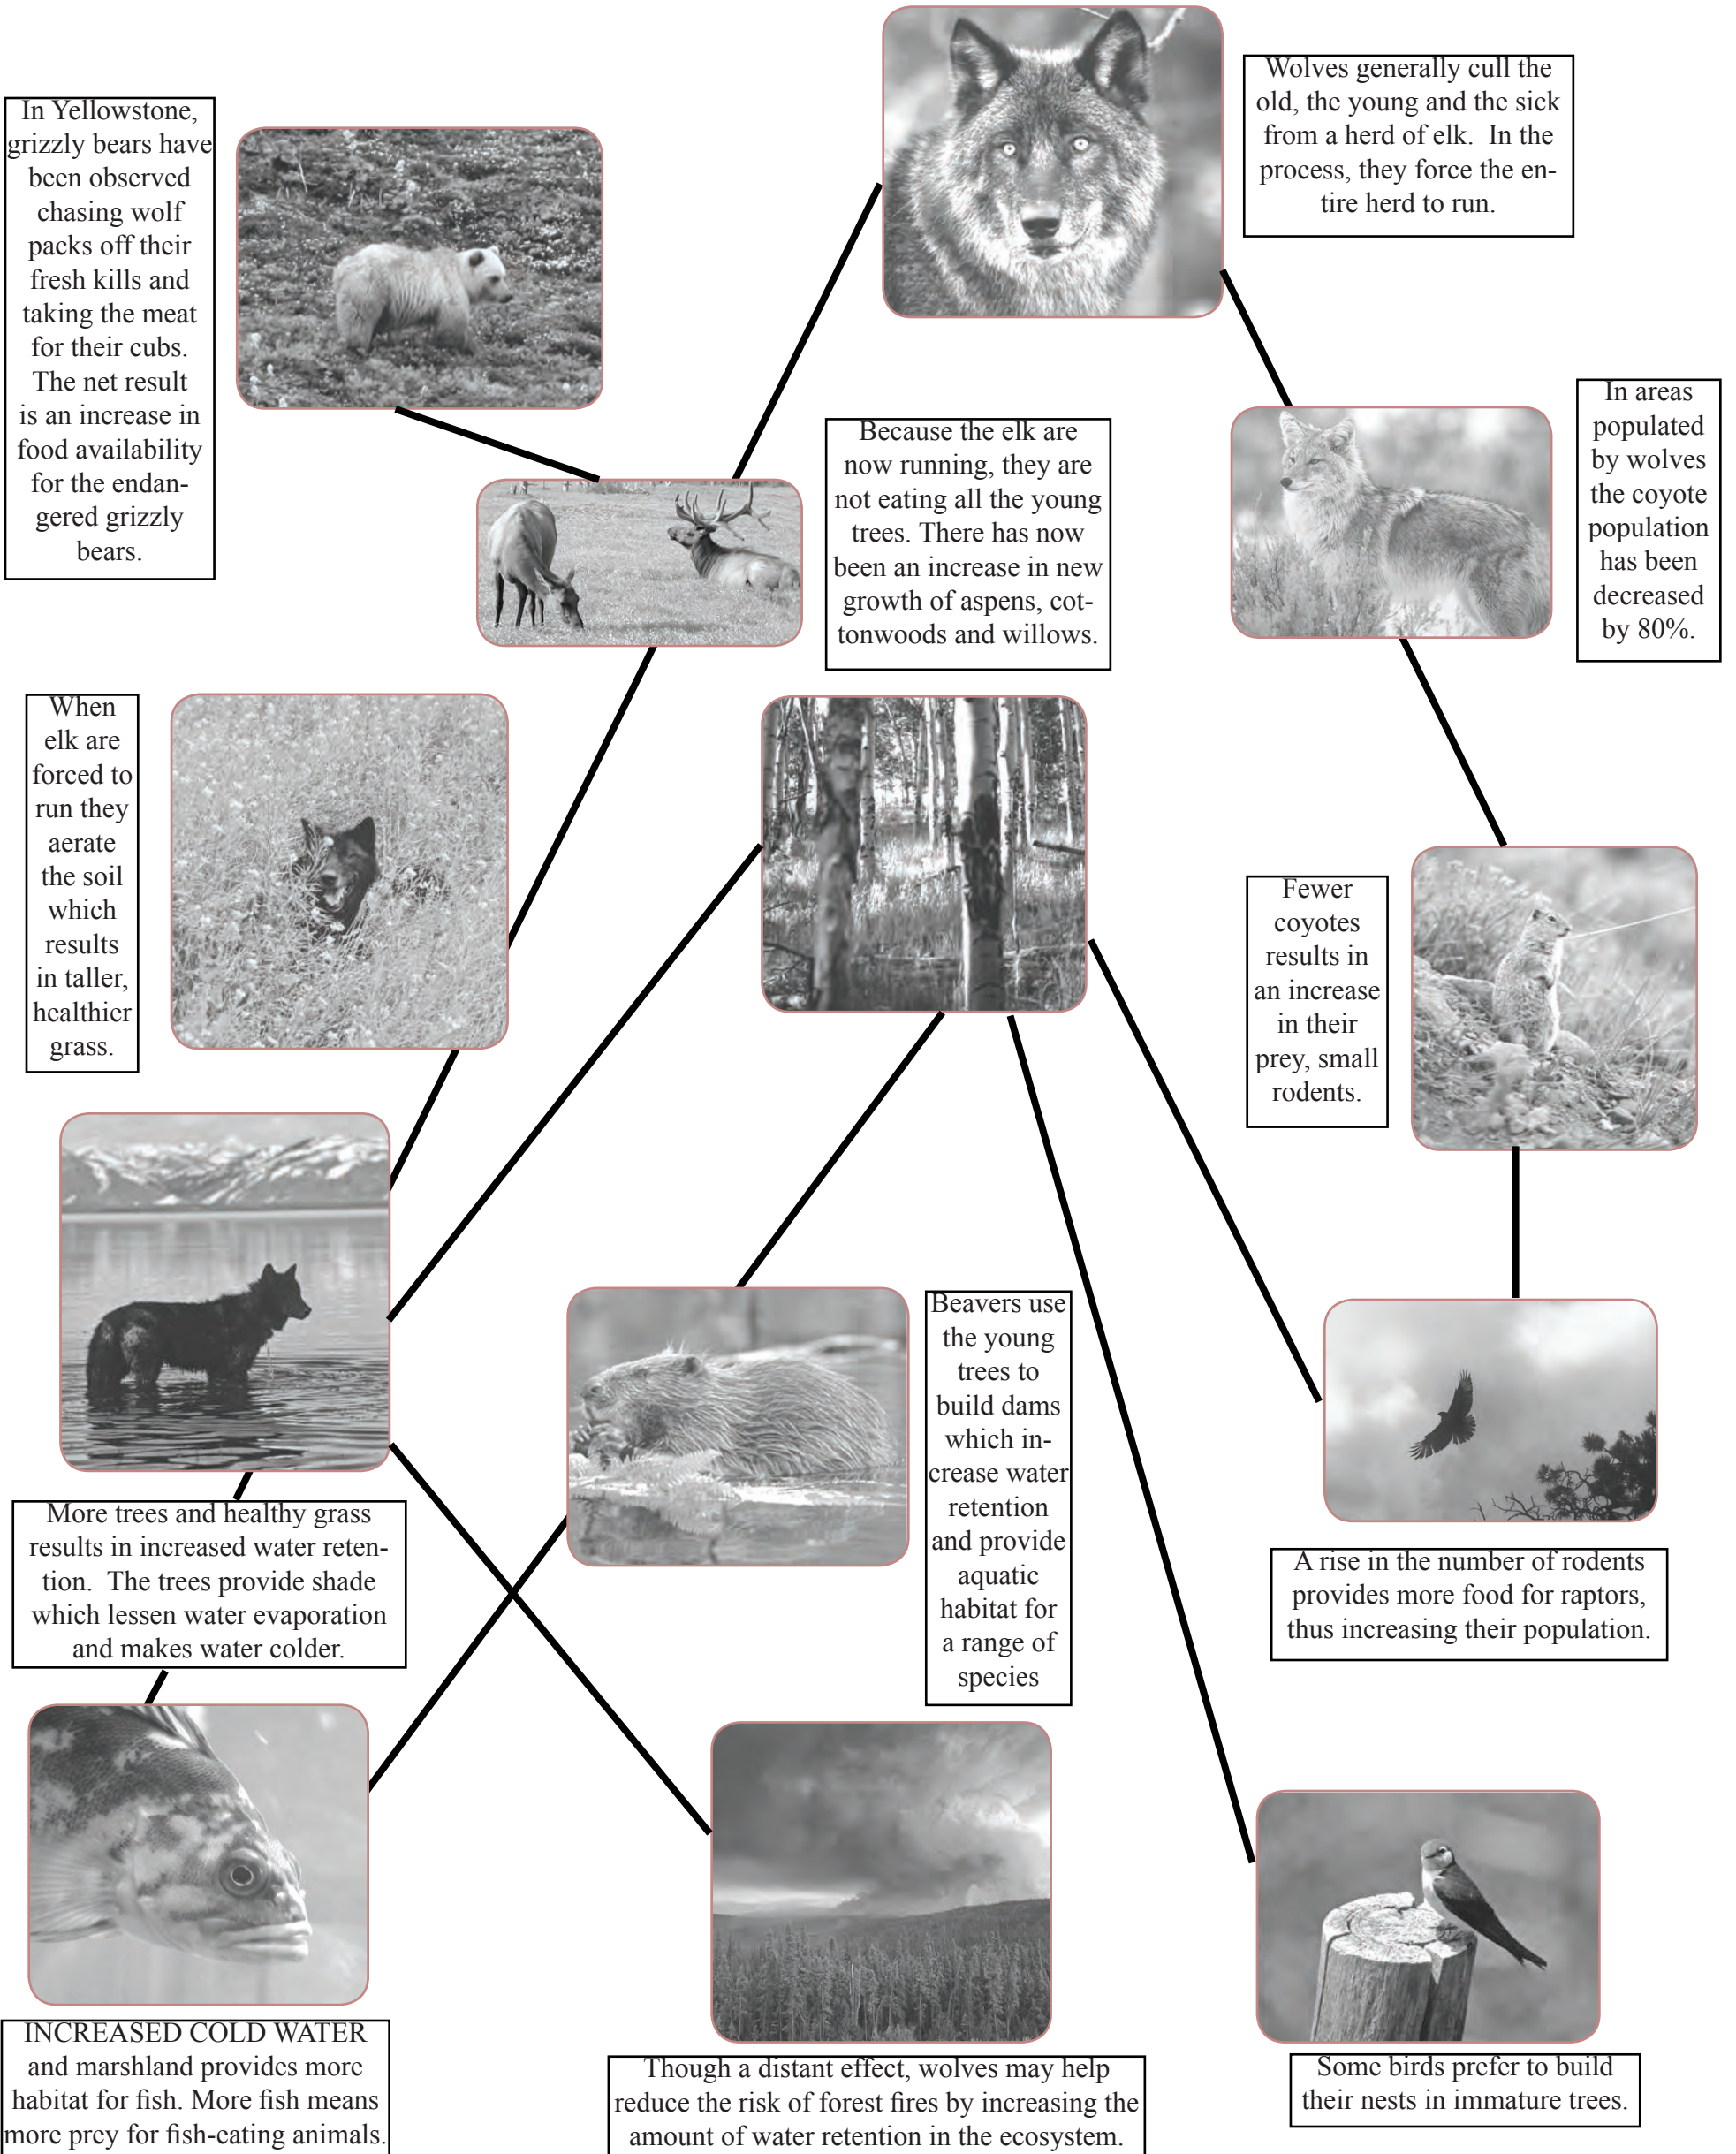 Wolves generally cull the
old, the young and the sick
from a herd of elk.  In the
process, they force the en-
tire herd to run.
In Yellowstone,
grizzly bears have
been observed
chasing wolf
packs off their
fresh kills and
taking the meat
for their cubs.
The net result
is an increase in
food availability
for the endan-
gered grizzly
bears.
Because the elk are
now running, they are
not eating all the young
trees. There has now
been an increase in new
growth of aspens, cot-
tonwoods and willows.
In areas
populated
by wolves
the coyote
population
has been
decreased
by 80%.
When
elk are
forced to
run they
aerate
the soil
which
results
in taller,
healthier
grass.
Fewer
coyotes
results in
an increase
in their
prey, small
rodents.
Beavers use
the young
trees to
build dams
which in-
crease water
retention
and provide
aquatic
habitat for
a range of
species
More trees and healthy grass
results in increased water reten-
tion.  The trees provide shade
which lessen water evaporation
and makes water colder.
A rise in the number of rodents
provides more food for raptors,
thus increasing their population.
INCREASED COLD WATER
and marshland provides more
habitat for fish. More fish means
more prey for fish-eating animals.
Though a distant effect, wolves may help
reduce the risk of forest fires by increasing the
amount of water retention in the ecosystem.
Some birds prefer to build
their nests in immature trees.